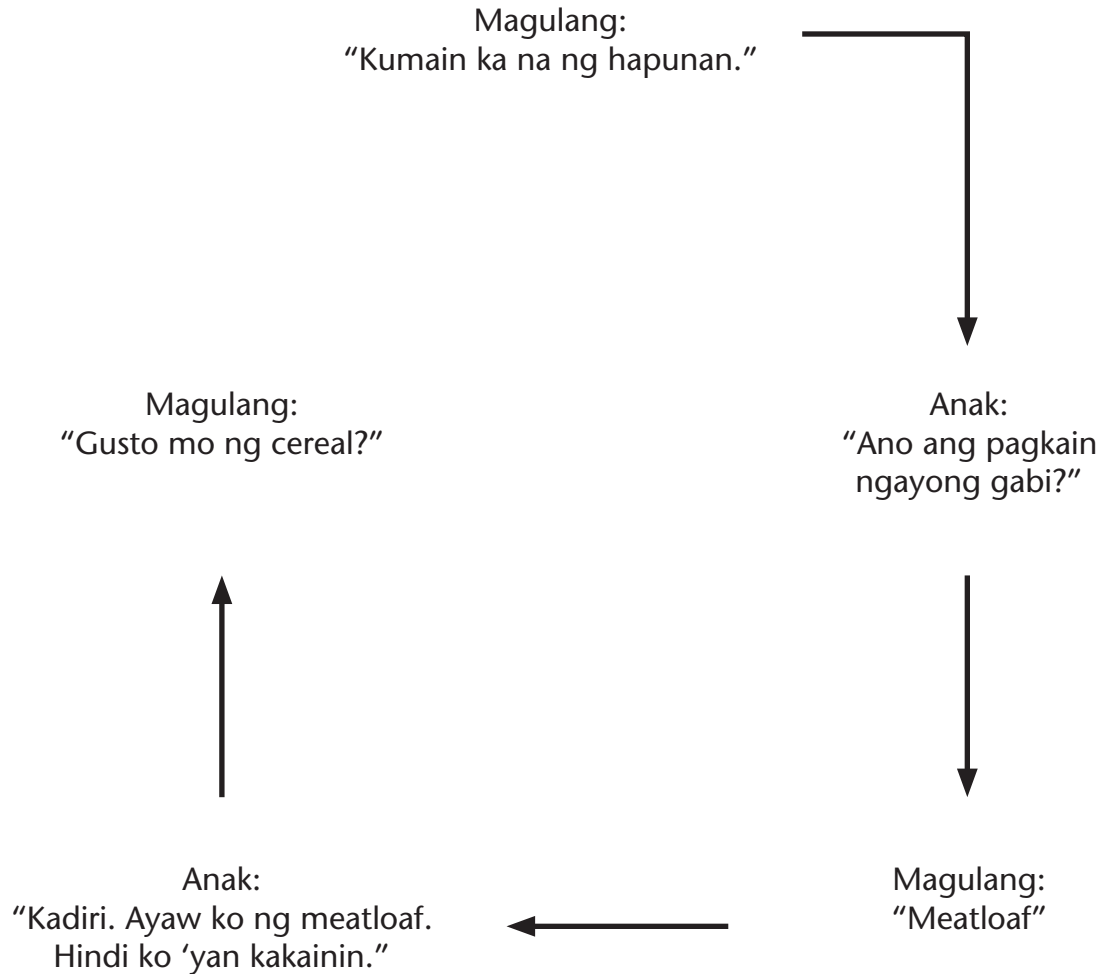 Magulang:
“Kumain ka na ng hapunan.”
Anak:
“Ano ang pagkain
ngayong gabi?”
Magulang:
“Meatloaf”
Anak:
“Kadiri. Ayaw ko ng meatloaf.
Hindi ko ‘yan kakainin.”
Magulang:
“Gusto mo ng cereal?”